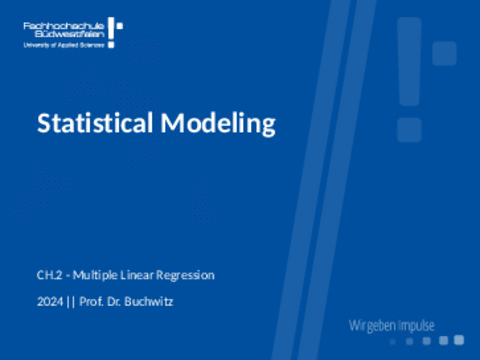 Fachhochschule
Südwestfalen
University of Applied Sciences
Statistical Modeling
CH.2 - Multiple Linear Regression
2024 || Prof. Dr. Buchwitz
Wir geben Impulse